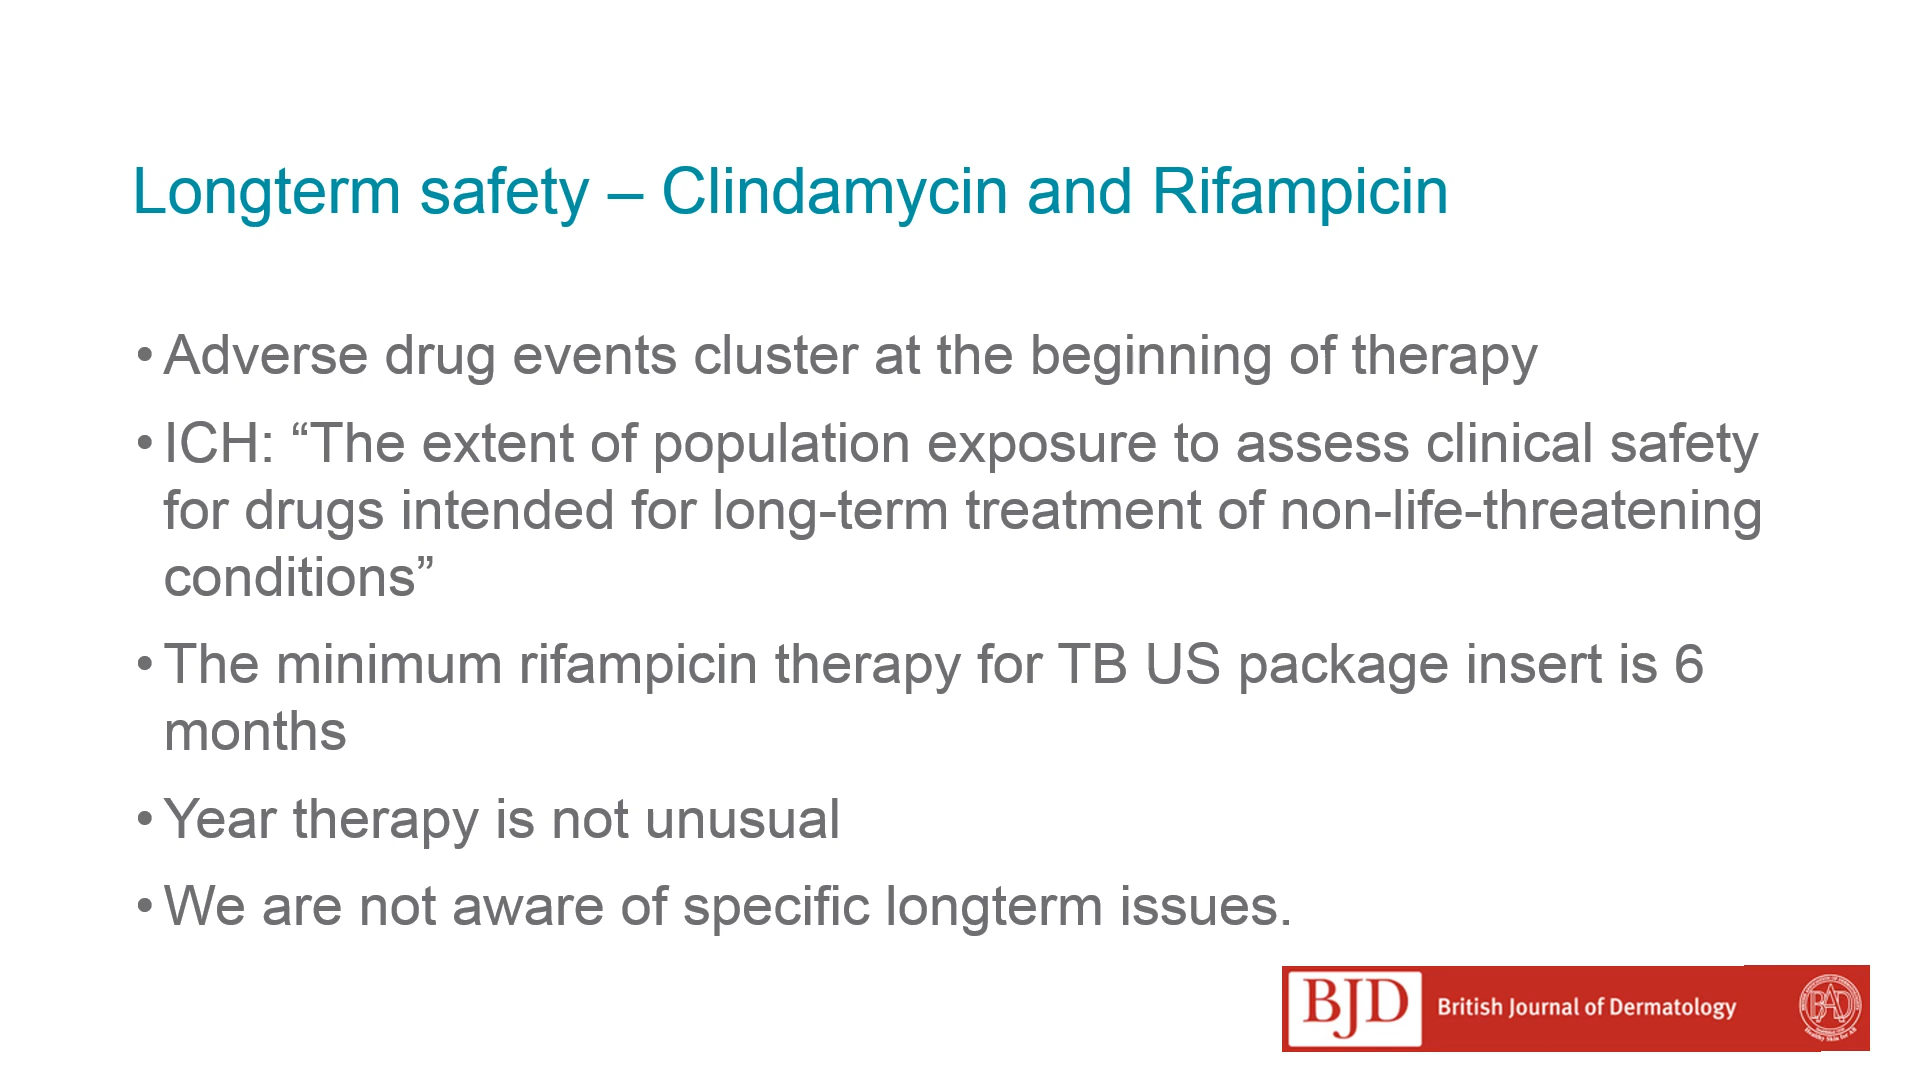 Longterm safety – Clindamycin and Rifampicin
• Adverse drug events cluster at the beginning of therapy
• ICH: “The extent of population exposure to assess clinical safety
for drugs intended for long-term treatment of non-life-threatening
conditions”
• The minimum rifampicin therapy for TB US package insert is 6
months
• Year therapy is not unusual
• We are not aware of specific longterm issues.
BJD British Journal of Dermatology
BAD